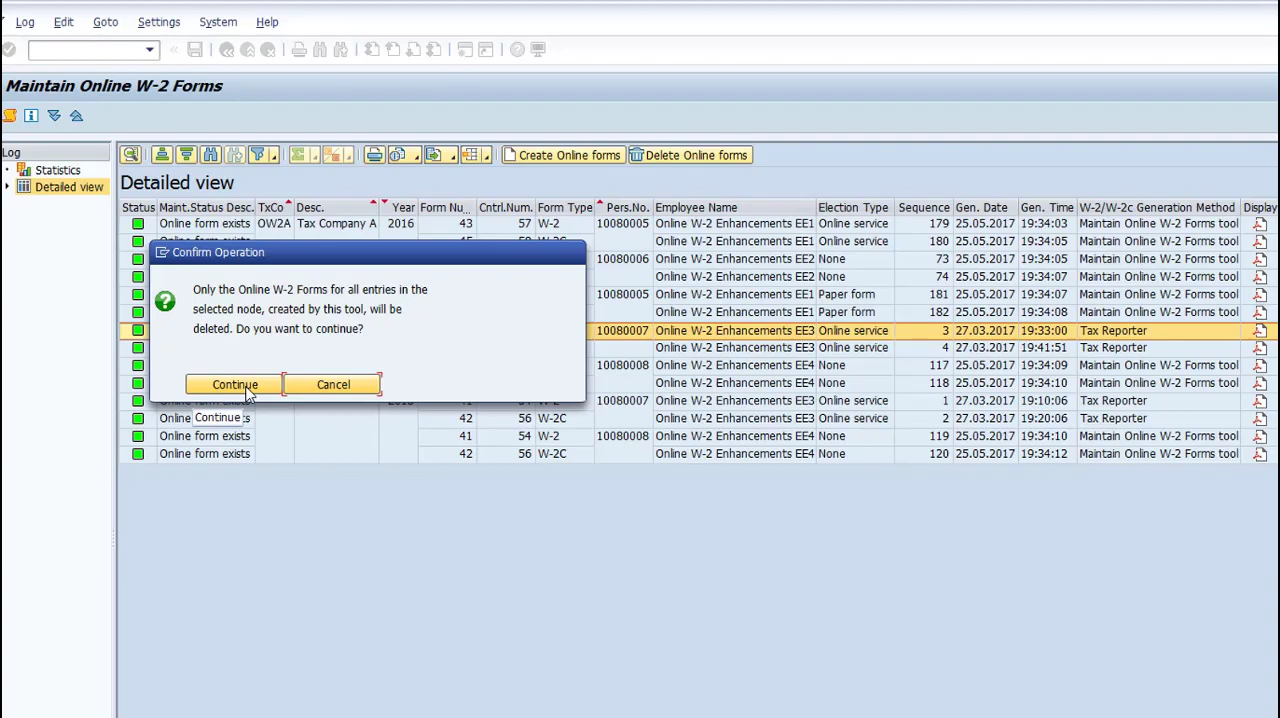 Log Edit Goto Settings System Help
Maintain Online W-2 Forms
Log
Statistics
Detailed view
Create Online forms Delete Online forms
Detailed view
Status Maint.Status Desc. TxCo Desc. Year Form Nu... Cntrl.Num. Form Type Pers.No. Employee Name Election Type Sequence Gen. Date Gen. Time W-2/W-2c Generation Method Display
Online form exists OW2A Tax Company A 2016 43 57 W-2 10080005 Online W-2 Enhancements EE1 Online service 179 25.05.2017 19:34:03 Maintain Online W-2 Forms tool
Online W-2 Enhancements EE1 Online service 180 25.05.2017 19:34:05 Maintain Online W-2 Forms tool
10080006 Online W-2 Enhancements EE2 None 73 25.05.2017 19:34:05 Maintain Online W-2 Forms tool
Online W-2 Enhancements EE2 None 74 25.05.2017 19:34:07 Maintain Online W-2 Forms tool
10080005 Online W-2 Enhancements EE1 Paper form 181 25.05.2017 19:34:07 Maintain Online W-2 Forms tool
Online W-2 Enhancements EE1 Paper form 182 25.05.2017 19:34:08 Maintain Online W-2 Forms tool
10080007 Online W-2 Enhancements EE3 Online service 3 27.03.2017 19:33:00 Tax Reporter
Online W-2 Enhancements EE3 Online service 4 27.03.2017 19:41:51 Tax Reporter
10080008 Online W-2 Enhancements EE4 None 117 25.05.2017 19:34:09 Maintain Online W-2 Forms tool
Online W-2 Enhancements EE4 None 118 25.05.2017 19:34:10 Maintain Online W-2 Forms tool
10080007 Online W-2 Enhancements EE3 Online service 1 27.03.2017 19:10:06 Tax Reporter
Online 42 56 W-2C Online W-2 Enhancements EE3 Online service 2 27.03.2017 19:20:06 Tax Reporter
Online form exists 41 54 W-2 10080008 Online W-2 Enhancements EE4 None 119 25.05.2017 19:34:10 Maintain Online W-2 Forms tool
Online form exists 42 56 W-2C Online W-2 Enhancements EE4 None 120 25.05.2017 19:34:12 Maintain Online W-2 Forms tool
Confirm Operation
Only the Online W-2 Forms for all entries in the
selected node, created by this tool, will be
deleted. Do you want to continue?
Continue Cancel
Continue